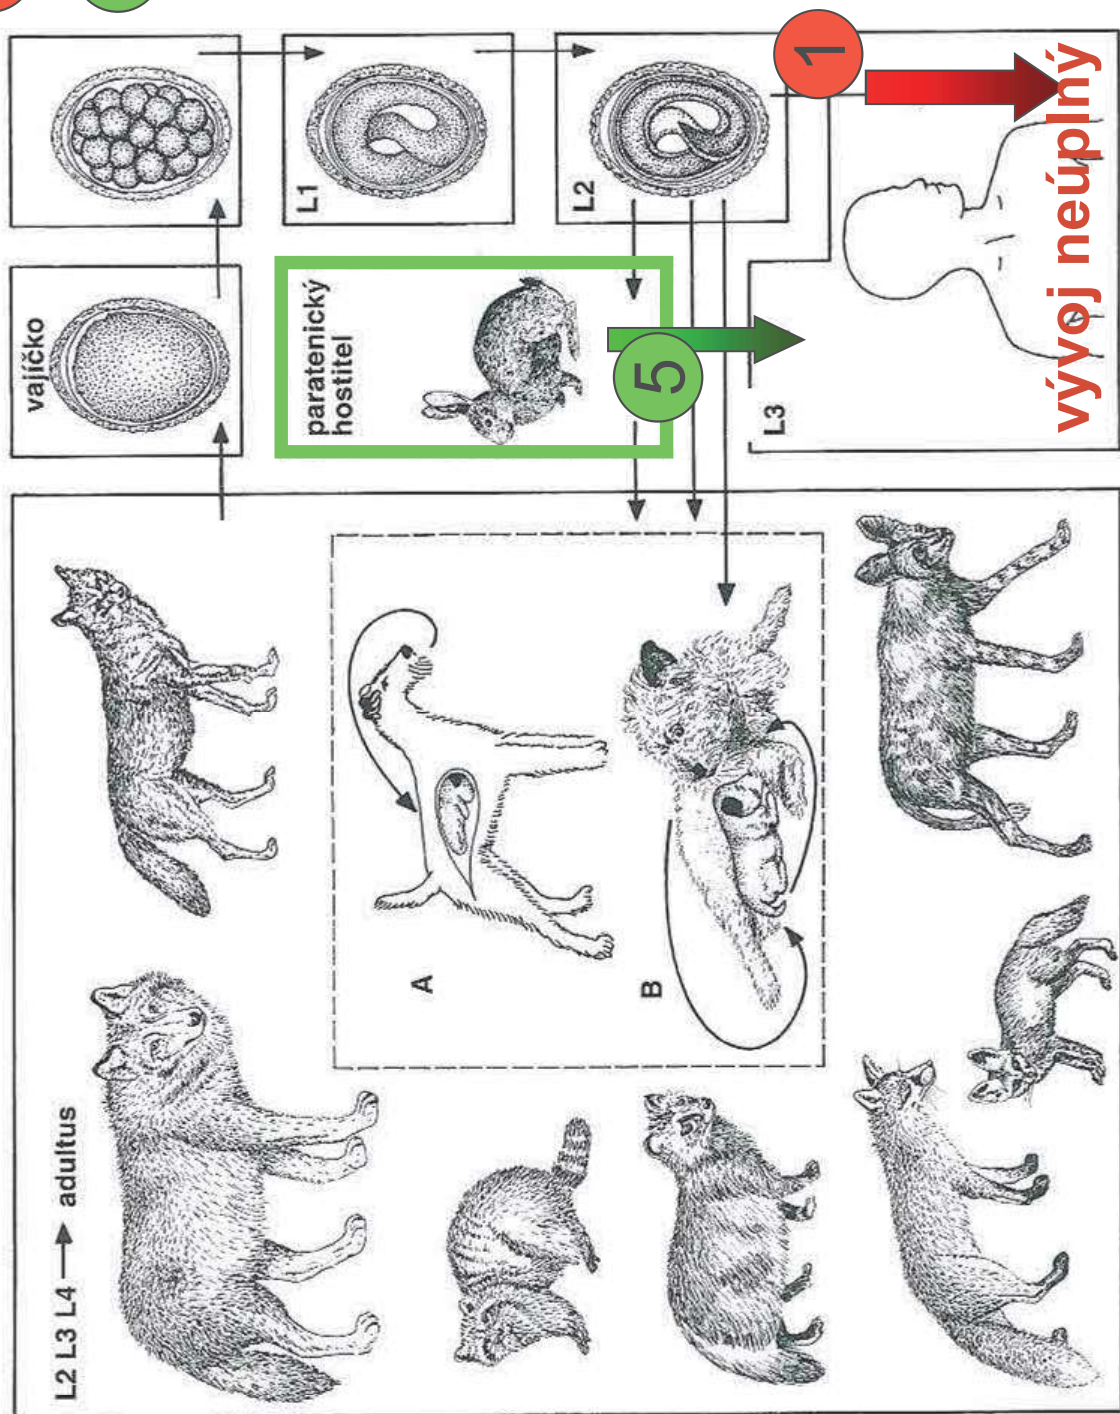 L2 L3 L4 → adultus
vajíčko
L1
L2
paratenický
hostitel
L3
A
B
1
5
vývoj neúplný